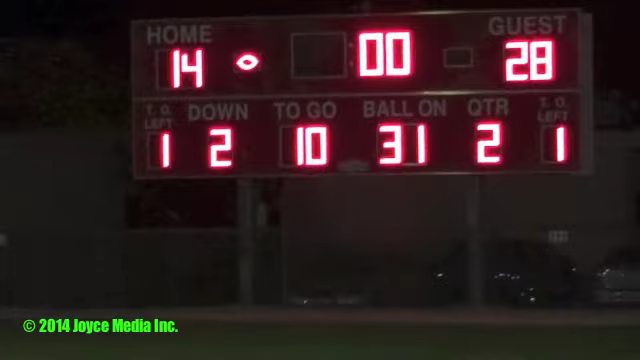 HOME GUEST
14 00 28
T.O. LEFT DOWN TO GO BALL ON QTR T.O. LEFT
1 2 10 31 2 1
© 2014 Joyce Media Inc.